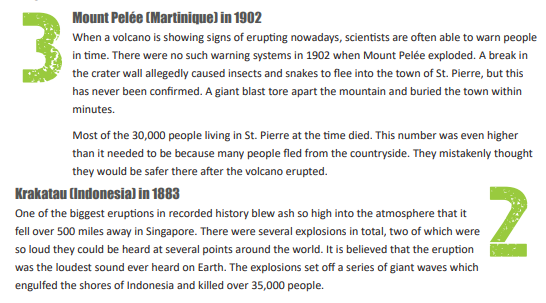 3
Mount Pelée (Martinique) in 1902
When a volcano is showing signs of erupting nowadays, scientists are often able to warn people
in time. There were no such warning systems in 1902 when Mount Pelée exploded. A break in
the crater wall allegedly caused insects and snakes to flee into the town of St. Pierre, but this
has never been confirmed. A giant blast tore apart the mountain and buried the town within
minutes.
Most of the 30,000 people living in St. Pierre at the time died. This number was even higher
than it needed to be because many people fled from the countryside. They mistakenly thought
they would be safer there after the volcano erupted.
Krakatau (Indonesia) in 1883
2
One of the biggest eruptions in recorded history blew ash so high into the atmosphere that it
fell over 500 miles away in Singapore. There were several explosions in total, two of which were
so loud they could be heard at several points around the world. It is believed that the eruption
was the loudest sound ever heard on Earth. The explosions set off a series of giant waves which
engulfed the shores of Indonesia and killed over 35,000 people.